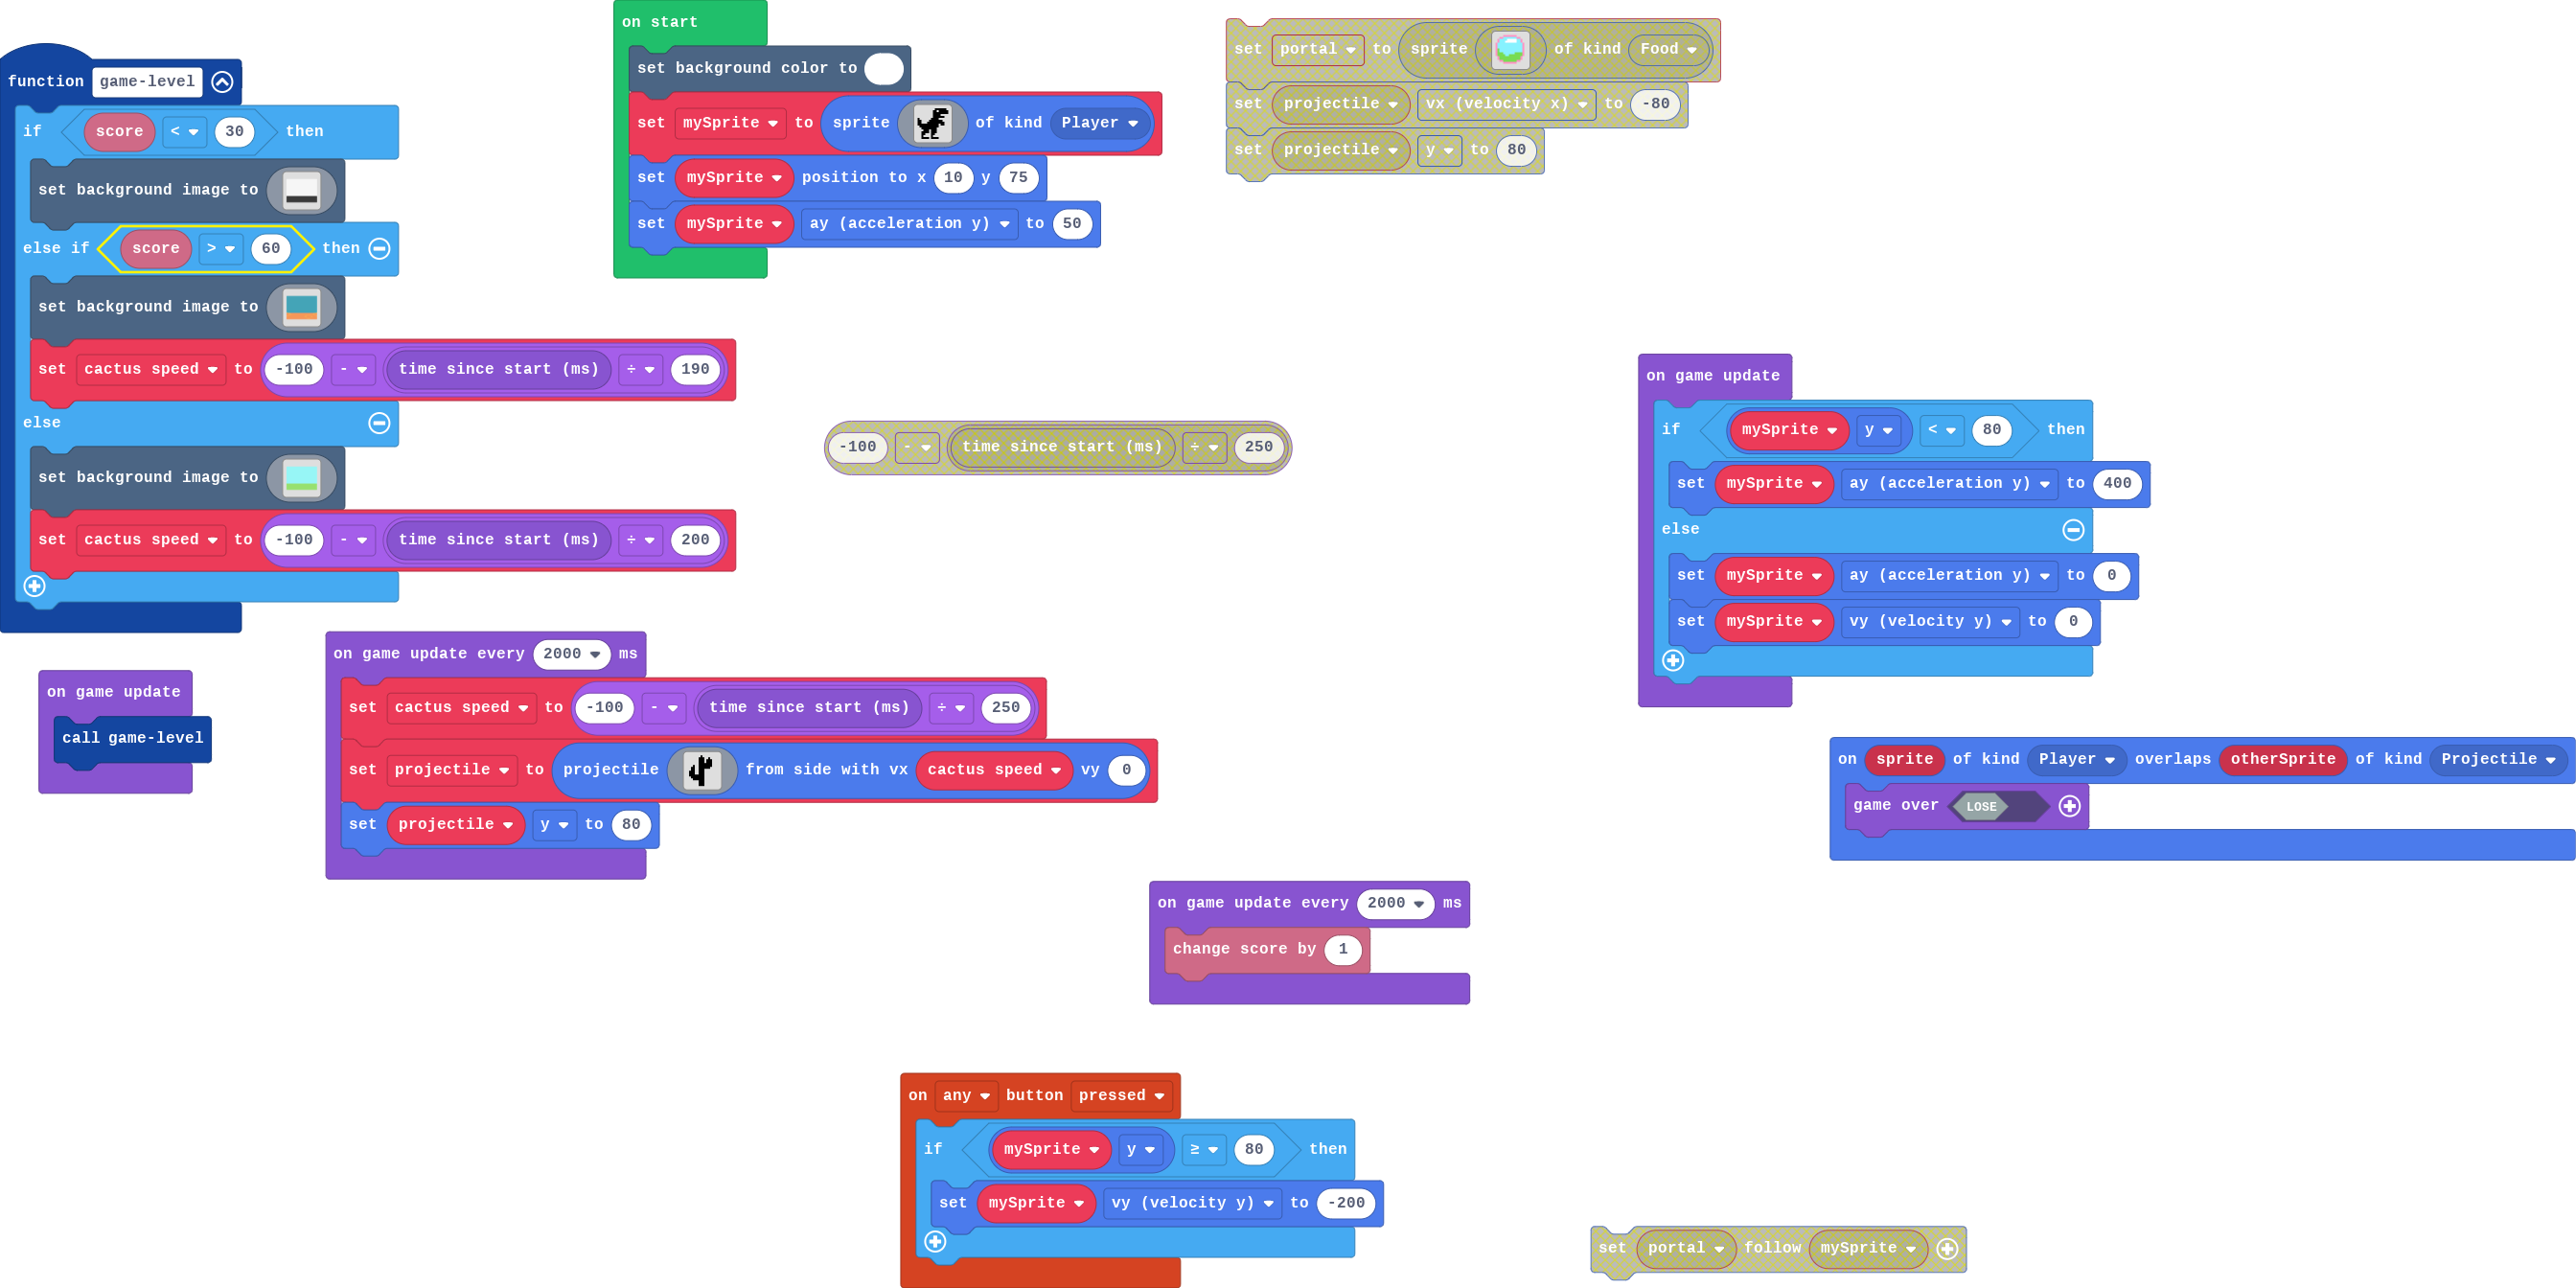 function game-level
if score < 30 then
set background image to
else if score > 60 then
set background image to
set cactus speed to -100 - time since start (ms) ÷ 190
else
set background image to
set cactus speed to -100 - time since start (ms) ÷ 200
on start
set background color to
set mySprite to sprite of kind Player
set mySprite position to x 10 y 75
set mySprite ay (acceleration y) to 50
set portal to sprite of kind Food
set projectile vx (velocity x) to -80
set projectile y to 80
-100 - time since start (ms) ÷ 250
on game update
if mySprite y < 80 then
set mySprite ay (acceleration y) to 400
else
set mySprite ay (acceleration y) to 0
set mySprite vy (velocity y) to 0
on game update
call game-level
on game update every 2000 ms
set cactus speed to -100 - time since start (ms) ÷ 250
set projectile to projectile from side with vx cactus speed vy 0
set projectile y to 80
on sprite of kind Player overlaps otherSprite of kind Projectile
game over LOSE
on game update every 2000 ms
change score by 1
on any button pressed
if mySprite y ≥ 80 then
set mySprite vy (velocity y) to -200
set portal follow mySprite